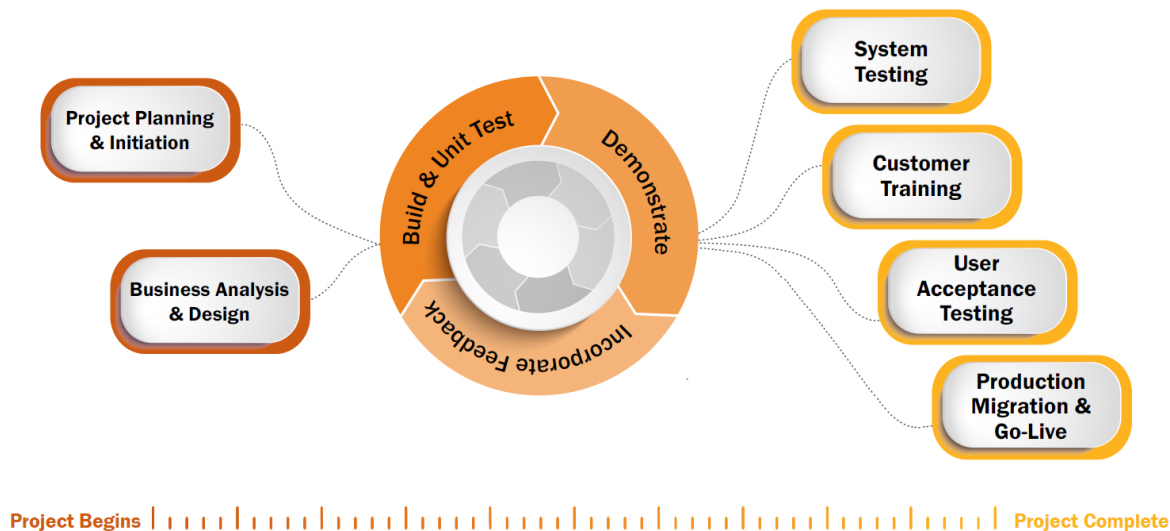 Project Planning
& Initiation
Business Analysis
& Design
Build & Unit Test
Demonstrate
Incorporate Feedback
System
Testing
Customer
Training
User
Acceptance
Testing
Production
Migration &
Go-Live
Project Begins
Project Complete